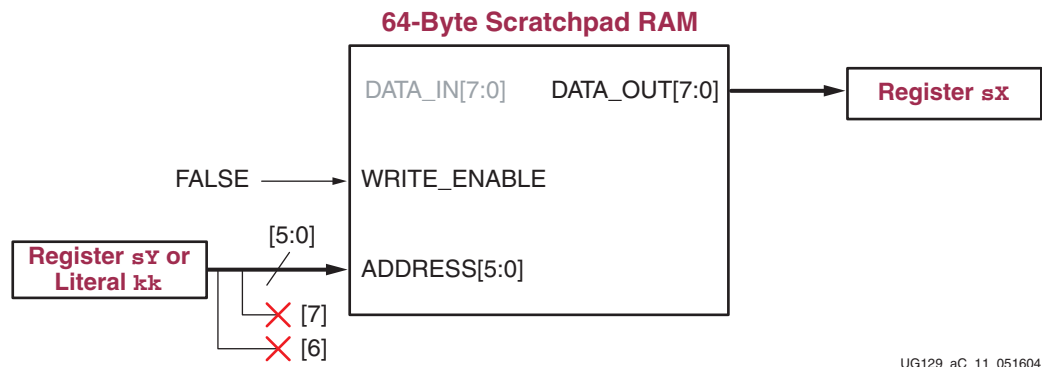 64-Byte Scratchpad RAM
DATA_IN[7:0] DATA_OUT[7:0]
Register sX
FALSE
WRITE_ENABLE
[5:0]
Register sY or
Literal kk
ADDRESS[5:0]
[7]
[6]
UG129_aC_11_051604